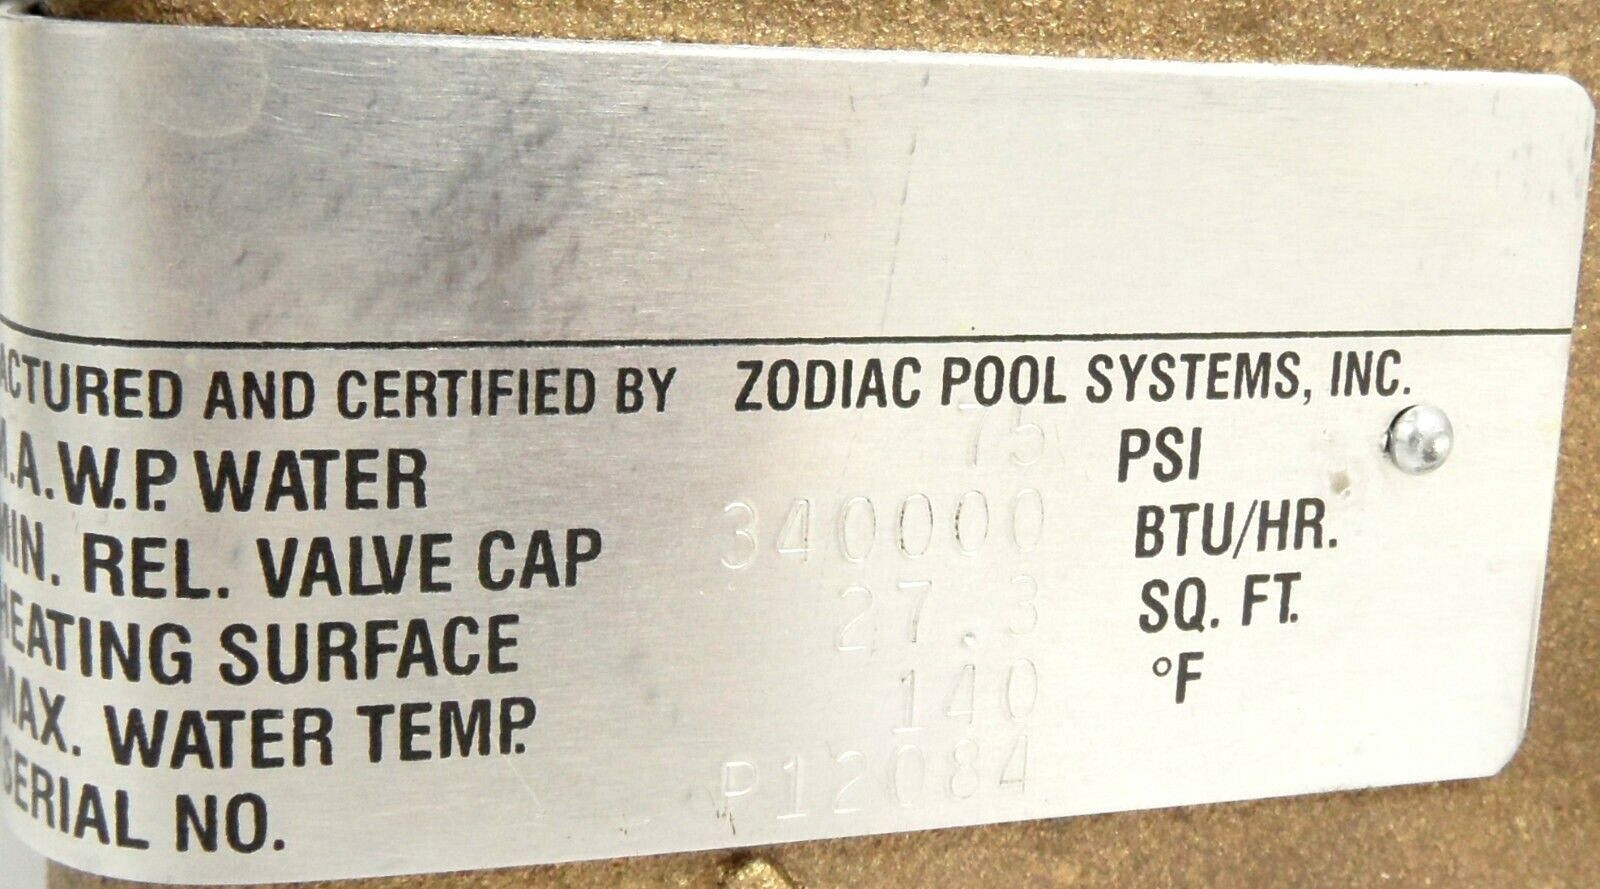 ACTURED AND CERTIFIED BY ZODIAC POOL SYSTEMS, INC.
M.A.W.P. WATER 75 PSI
MIN. REL. VALVE CAP 340000 BTU/HR.
HEATING SURFACE 27.3 SQ. FT.
MAX. WATER TEMP. 140 °F
SERIAL NO. P12084